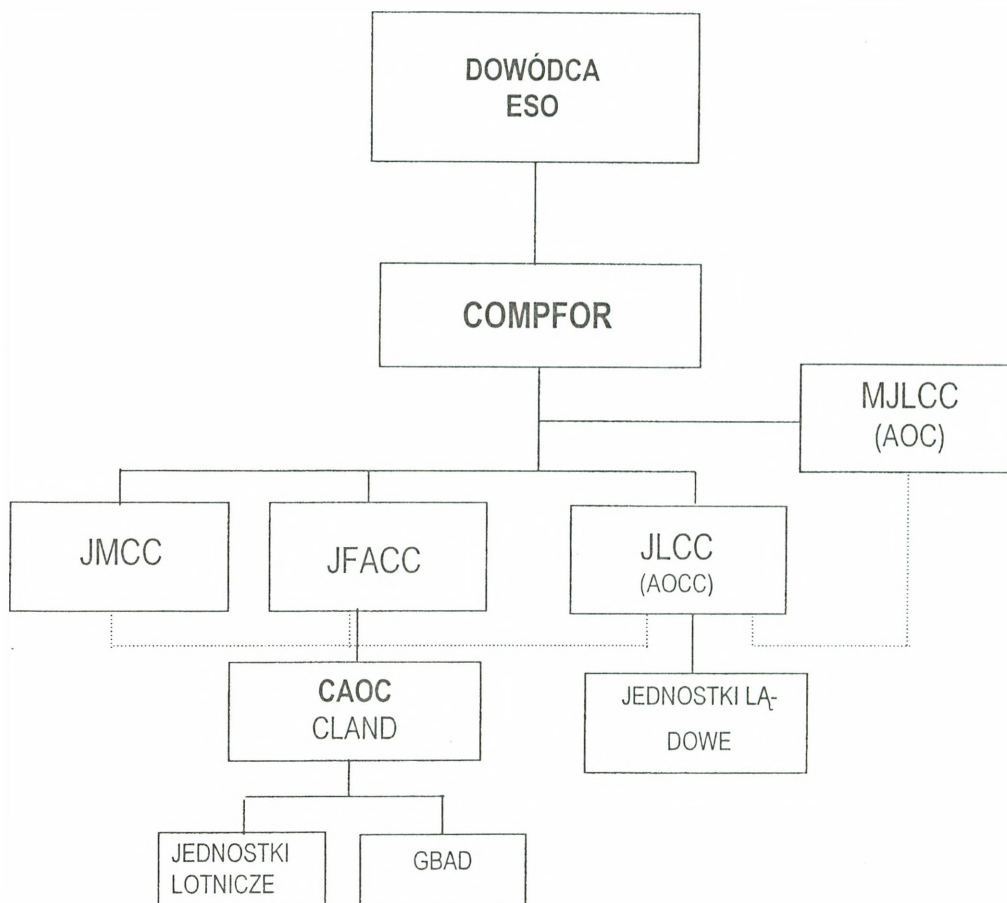 DOWÓDCA
ESO
COMPFOR
MJLCC
(AOC)
JMCC
JFACC
JLCC
(AOCC)
CAOC
CLAND
JEDNOSTKI LĄ-
DOWE
JEDNOSTKI
LOTNICZE
GBAD